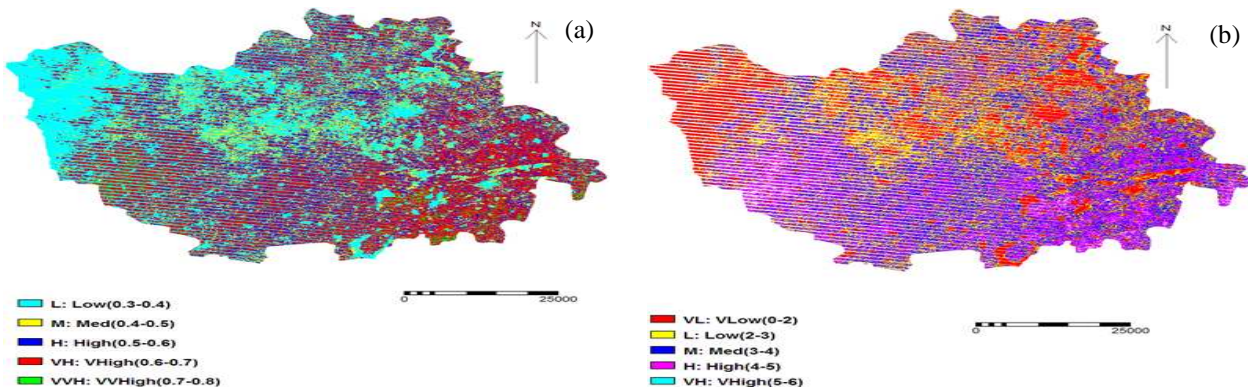 N
(a)
L: Low(0.3-0.4)
M: Med(0.4-0.5)
H: High(0.5-0.6)
VH: VHigh(0.6-0.7)
VVH: VVHigh(0.7-0.8)
0 25000
N
(b)
VL: VLow(0-2)
L: Low(2-3)
M: Med(3-4)
H: High(4-5)
VH: VHigh(5-6)
0 25000